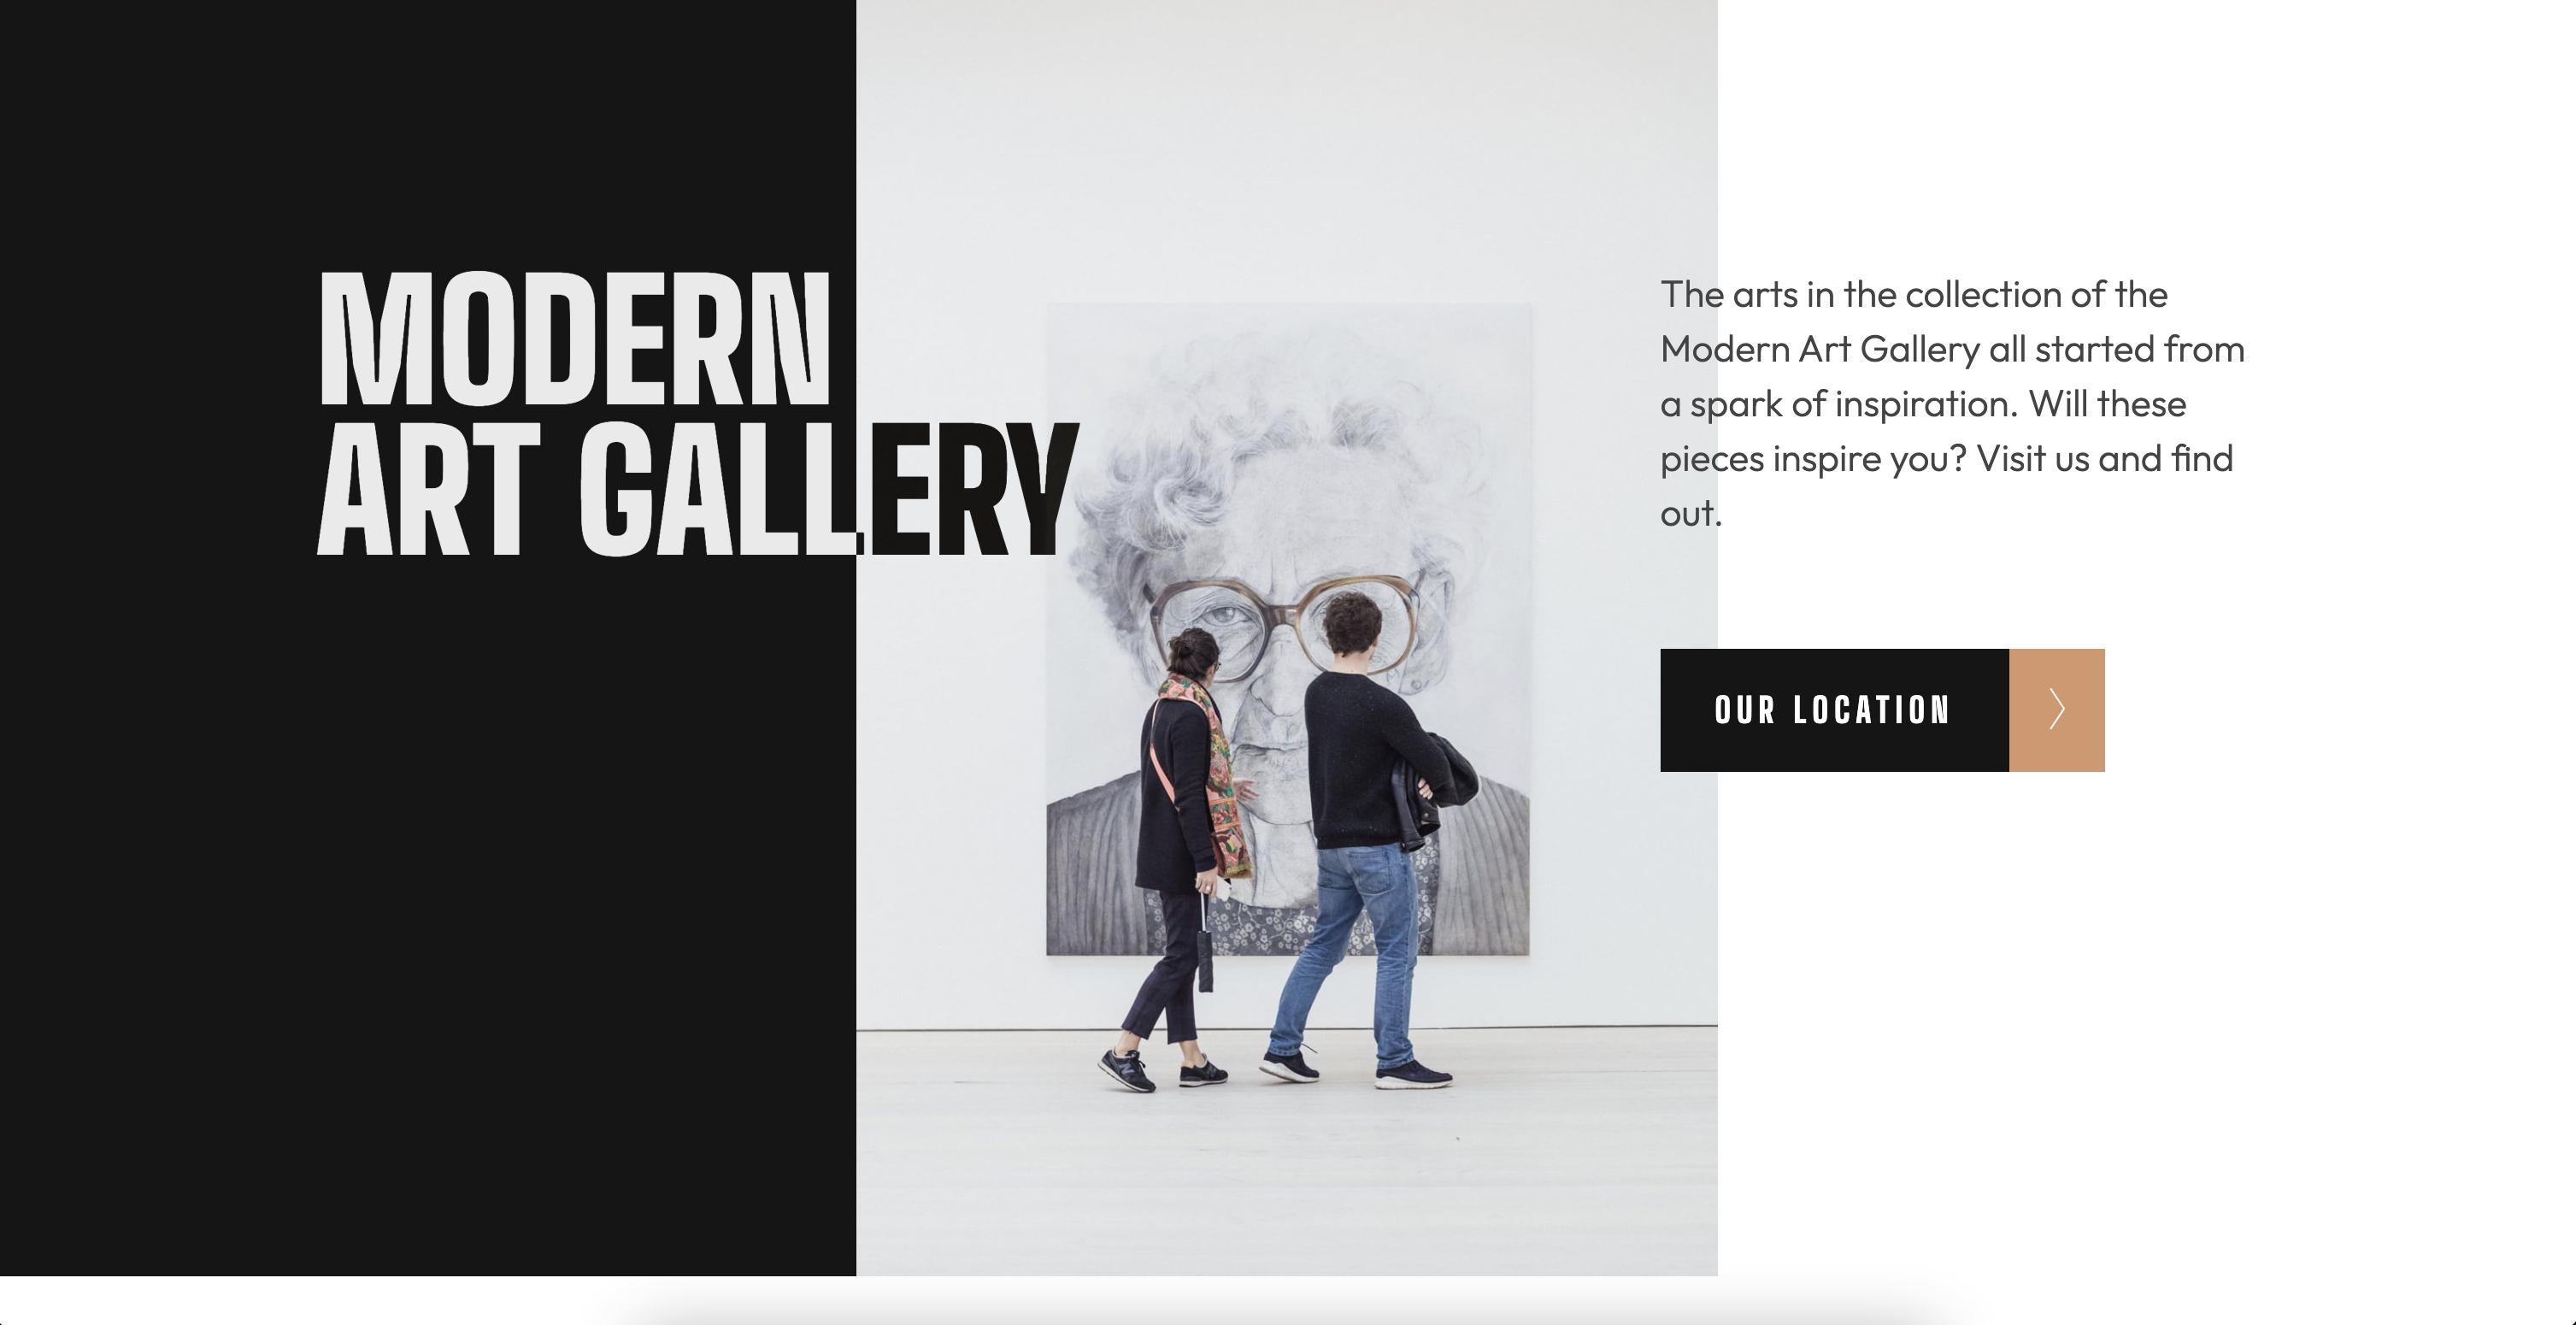 MODERN
ART GALLERY
The arts in the collection of the
Modern Art Gallery all started from
a spark of inspiration. Will these
pieces inspire you? Visit us and find
out.
OUR LOCATION